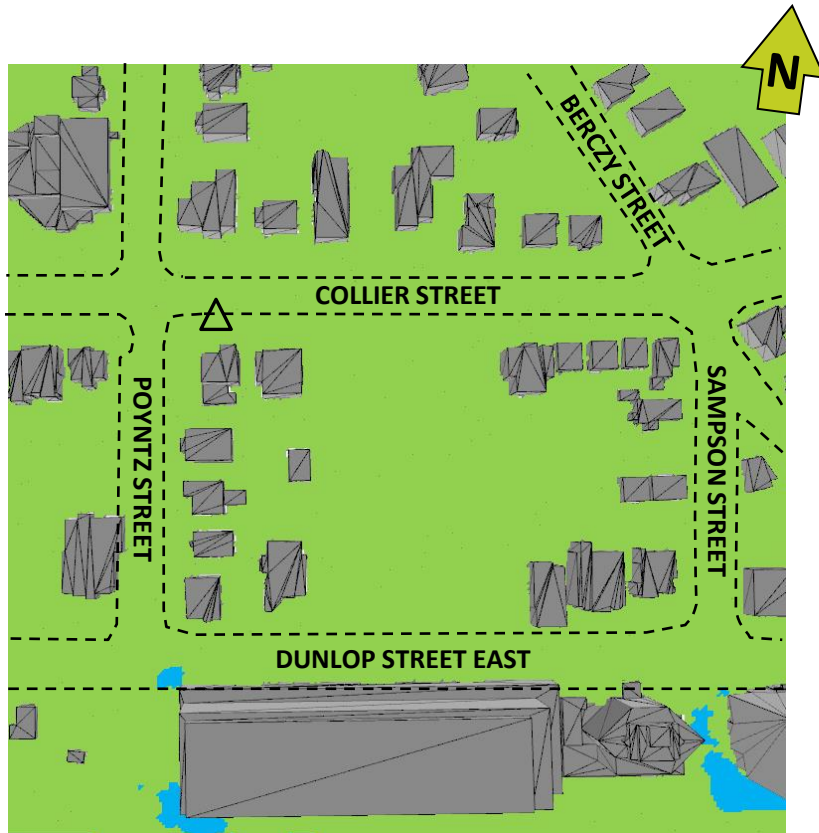 N
BERCZY STREET
COLLIER STREET
POYNTZ STREET
SAMPSON STREET
DUNLOP STREET EAST